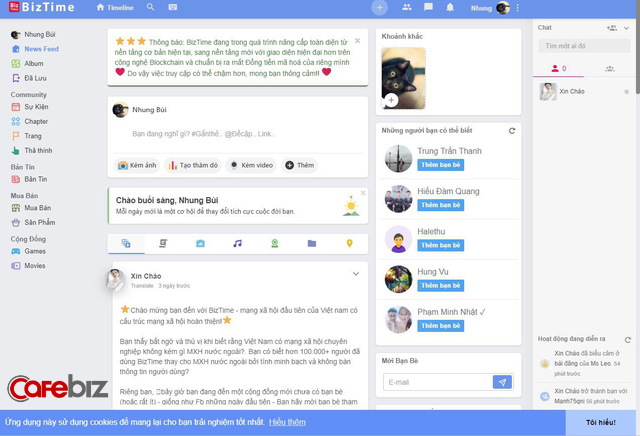 Biz BizTime
Timeline
Nhung
Nhung Bùi
News Feed
Album
Đã Lưu
Community
Sự Kiện
Chapter
Trang
Thả thính
Bản Tin
Bản Tin
Mua Bán
Mua Bán
Sản Phẩm
Cộng Đồng
Games
Movies
Thông báo: BizTime đang trong quá trình nâng cấp toàn diện từ
nền tảng cơ bản hiện tại, sang nền tảng mới với giao diện hiện đại hơn trên
công nghệ Blockchain và chuẩn bị ra mắt Đồng tiền mã hoá của riêng mình
Do vậy việc truy cập có thể chậm hơn, mong bạn thông cảm!!
Nhung Bùi
Bạn đang nghĩ gì? #Gắnthẻ.. @Đềcập.. Link..
Kèm ảnh
Tạo thăm dò
Kèm video
Thêm
Chào buổi sáng, Nhung Bùi
Mỗi ngày mới là một cơ hội để thay đổi tích cực cuộc đời bạn.
Xin Chào
Translate 3 ngày trước
Chào mừng bạn đến với BizTime - mạng xã hội đầu tiên của Việt nam có
cấu trúc mạng xã hội hoàn thiện!
Bạn thấy bất ngờ và thú vị khi biết rằng Việt Nam có mạng xã hội chuyên
nghiệp không kém gì MXH nước ngoài?. Bạn có biết hơn 100.000+ người đã
dùng BizTime thay cho MXH nước ngoài bởi tính minh bạch và không bán
thông tin người dùng?
Riêng bạn, bây giờ bạn đang đến một cộng đồng mới chưa có bạn bè
(hoặc rất ít) - giống như Fb những ngày đầu tiên - Bạn hãy mời bạn bè tham
Khoảnh khắc
Những người bạn có thể biết
Trung Trần Thanh
Thêm bạn bè
Hiếu Đàm Quang
Thêm bạn bè
Halethu
Thêm bạn bè
Hung Vu
Thêm bạn bè
Phạm Minh Nhật ✓
Thêm bạn bè
Mời Bạn Bè
E-mail
Chat
Tìm một ai đó
0
Xin Chào
Hoạt động đang diễn ra
Xin Chào đã biểu cảm ở
bài đăng của Ms Leo. 54
phút trước
Xin Chào trở thành bạn với
Manh75qni 56 phút trước
Carebiz
Ứng dụng này sử dụng cookies để mang lại cho bạn trải nghiệm tốt nhất. Hiểu thêm
Tôi hiểu!